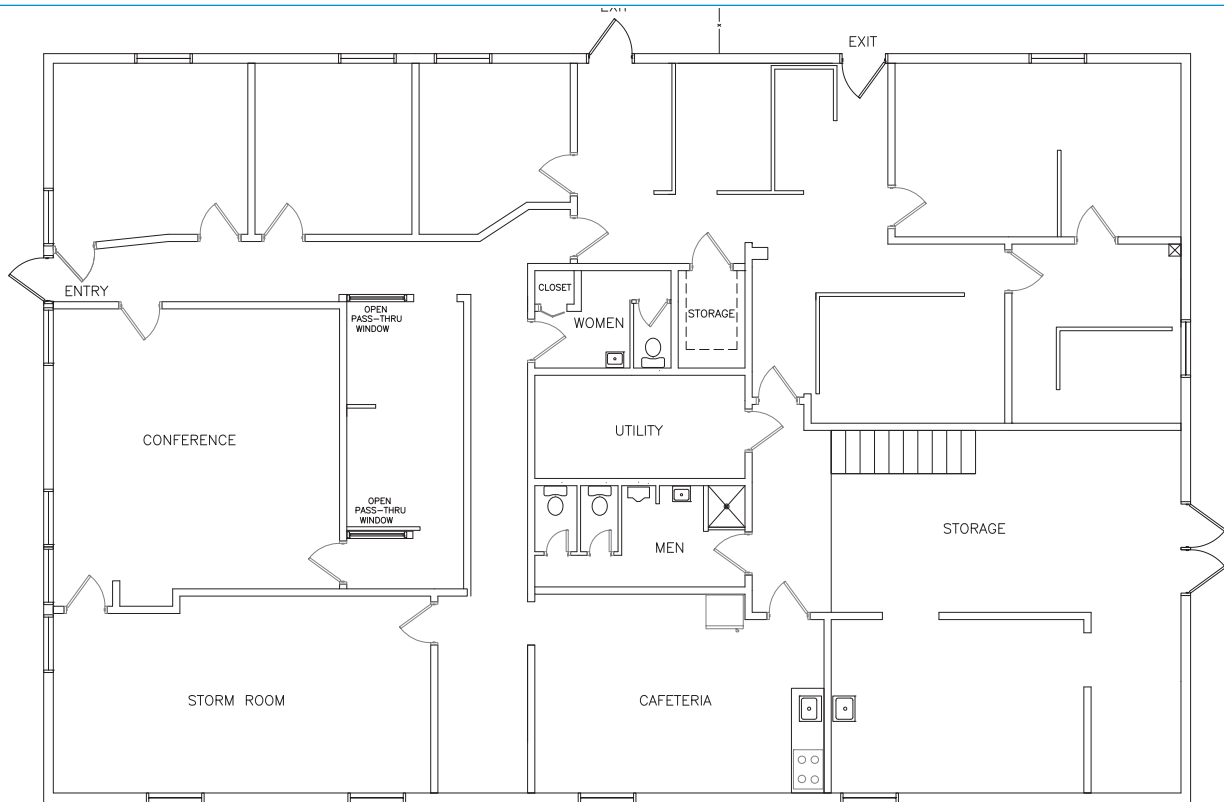 EXIT
EXIT
ENTRY
CLOSET
OPEN
PASS-THRU
WINDOW
WOMEN
STORAGE
CONFERENCE
UTILITY
OPEN
PASS-THRU
WINDOW
MEN
STORAGE
STORM ROOM
CAFETERIA